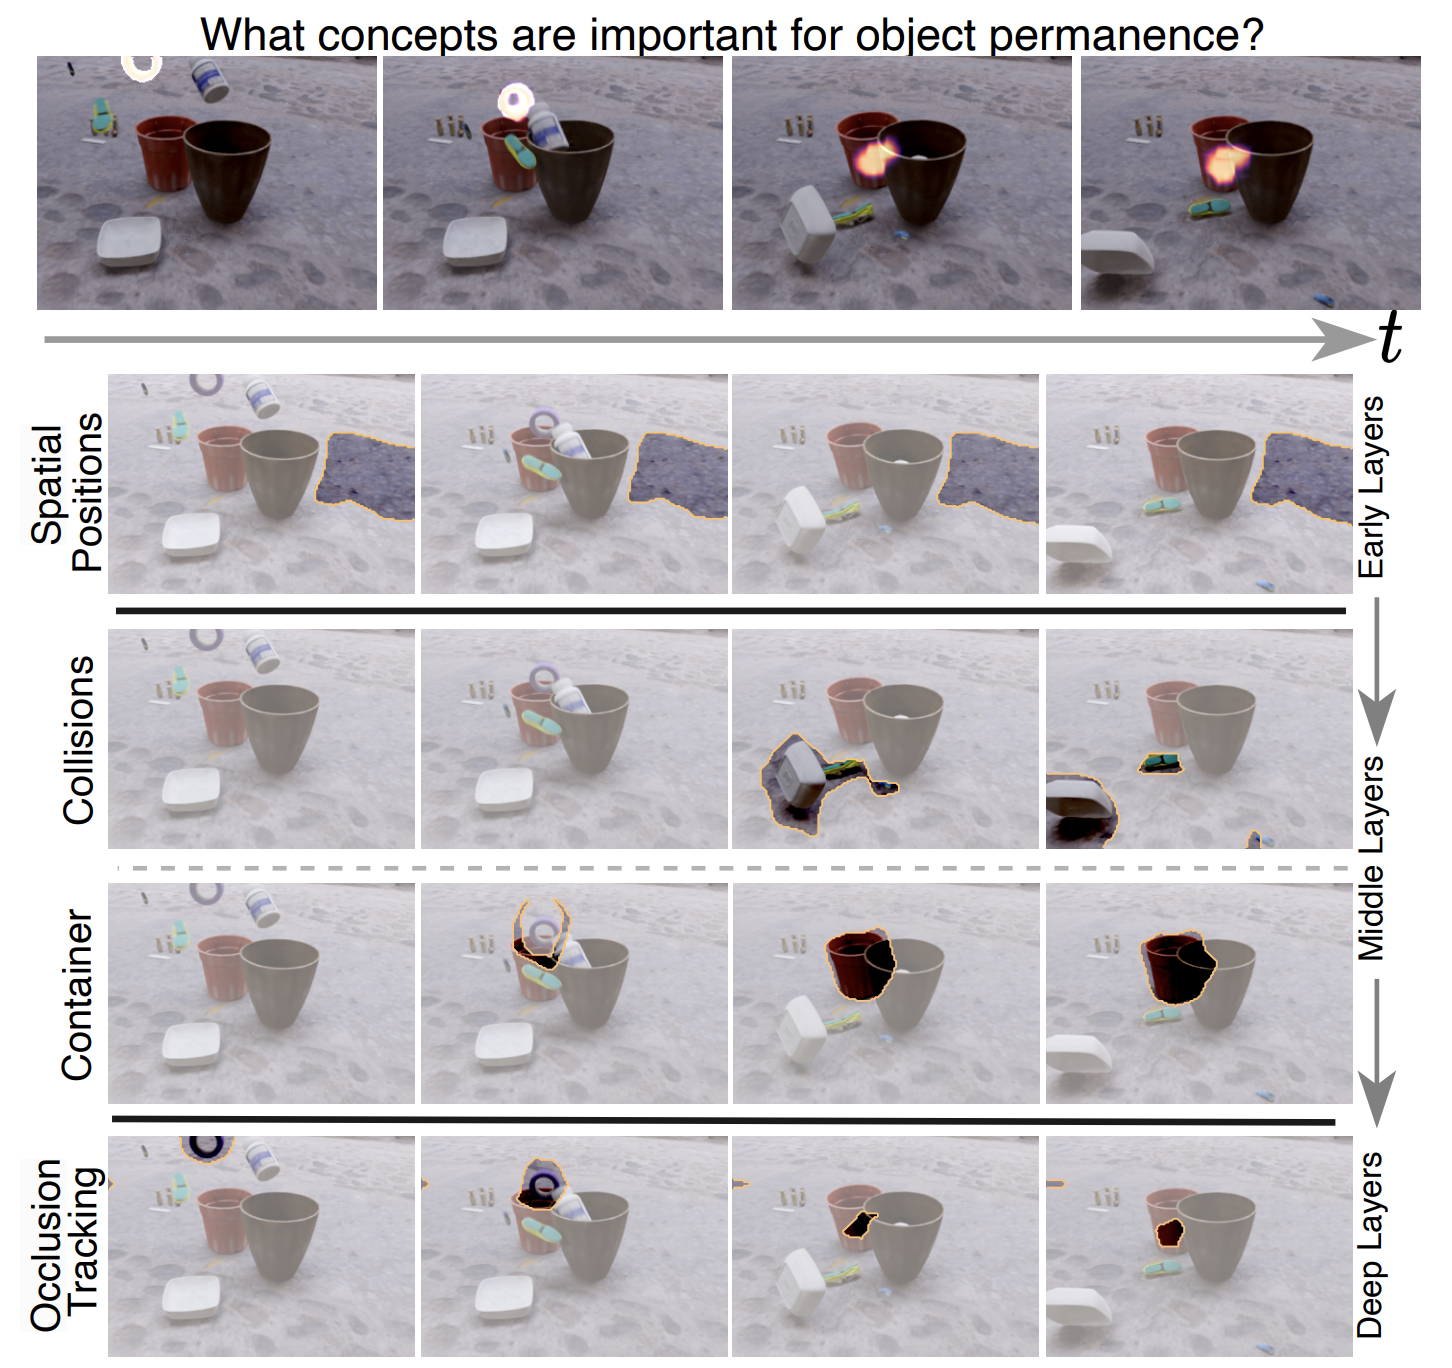 What concepts are important for object permanence?
t
Spatial
Positions
Early Layers
Collisions
Middle Layers
Container
Occlusion
Tracking
Deep Layers